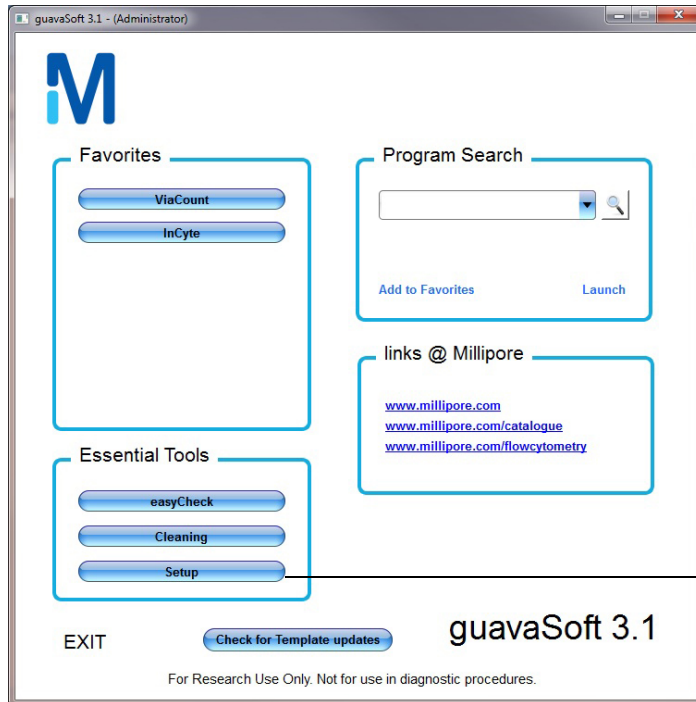 guavaSoft 3.1 - (Administrator)
M
Favorites
ViaCount
InCyte
Program Search
Add to Favorites
Launch
links @ Millipore
www.millipore.com
www.millipore.com/catalogue
www.millipore.com/flowcytometry
Essential Tools
easyCheck
Cleaning
Setup
EXIT
Check for Template updates
guavaSoft 3.1
For Research Use Only. Not for use in diagnostic procedures.